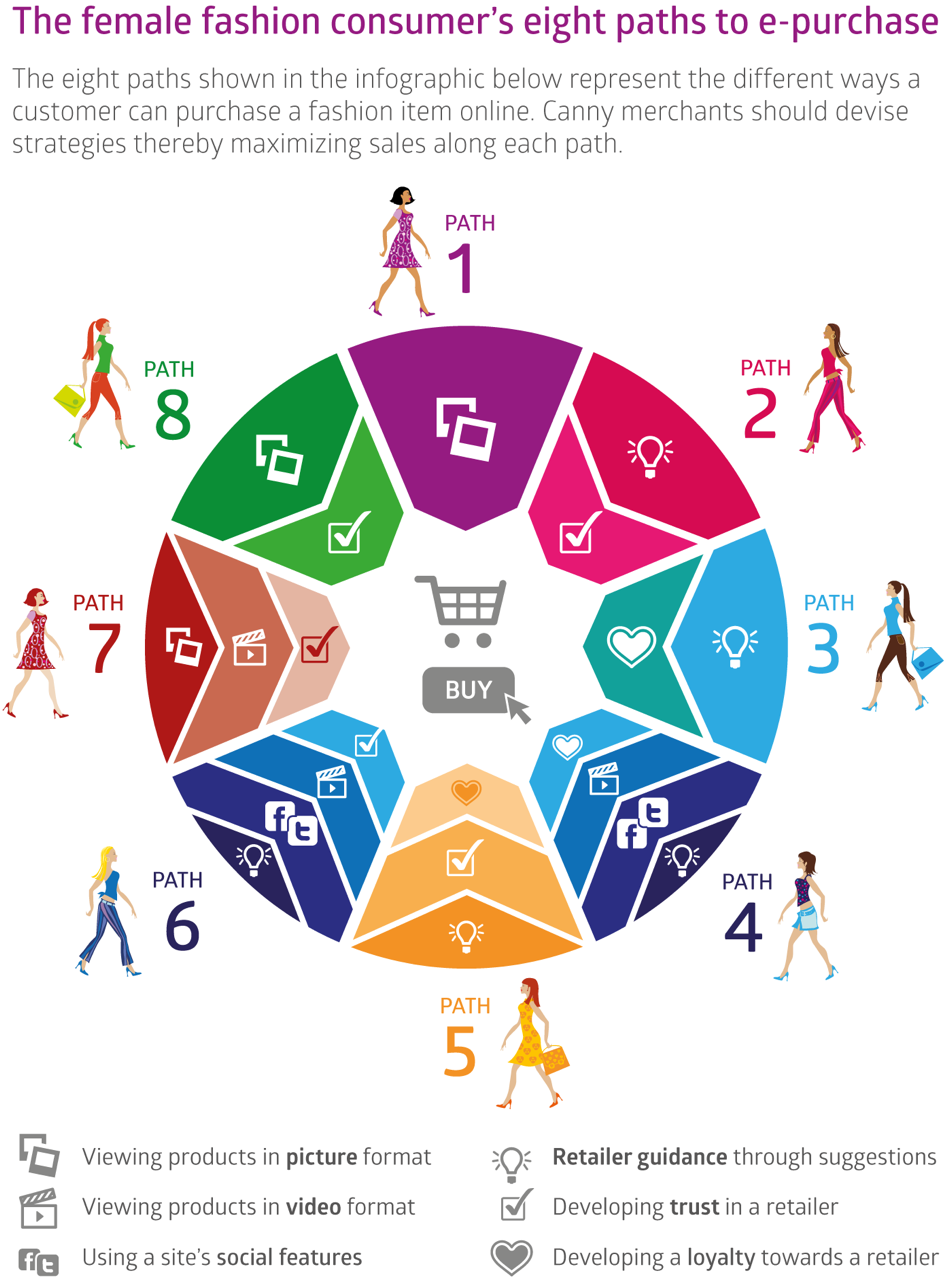 The female fashion consumer’s eight paths to e-purchase
The eight paths shown in the infographic below represent the different ways a
customer can purchase a fashion item online. Canny merchants should devise
strategies thereby maximizing sales along each path.
PATH
1
PATH
2
PATH
3
PATH
4
PATH
5
PATH
6
PATH
7
PATH
8
BUY
f t
f t
Viewing products in picture format
Viewing products in video format
f t Using a site’s social features
Retailer guidance through suggestions
Developing trust in a retailer
Developing a loyalty towards a retailer